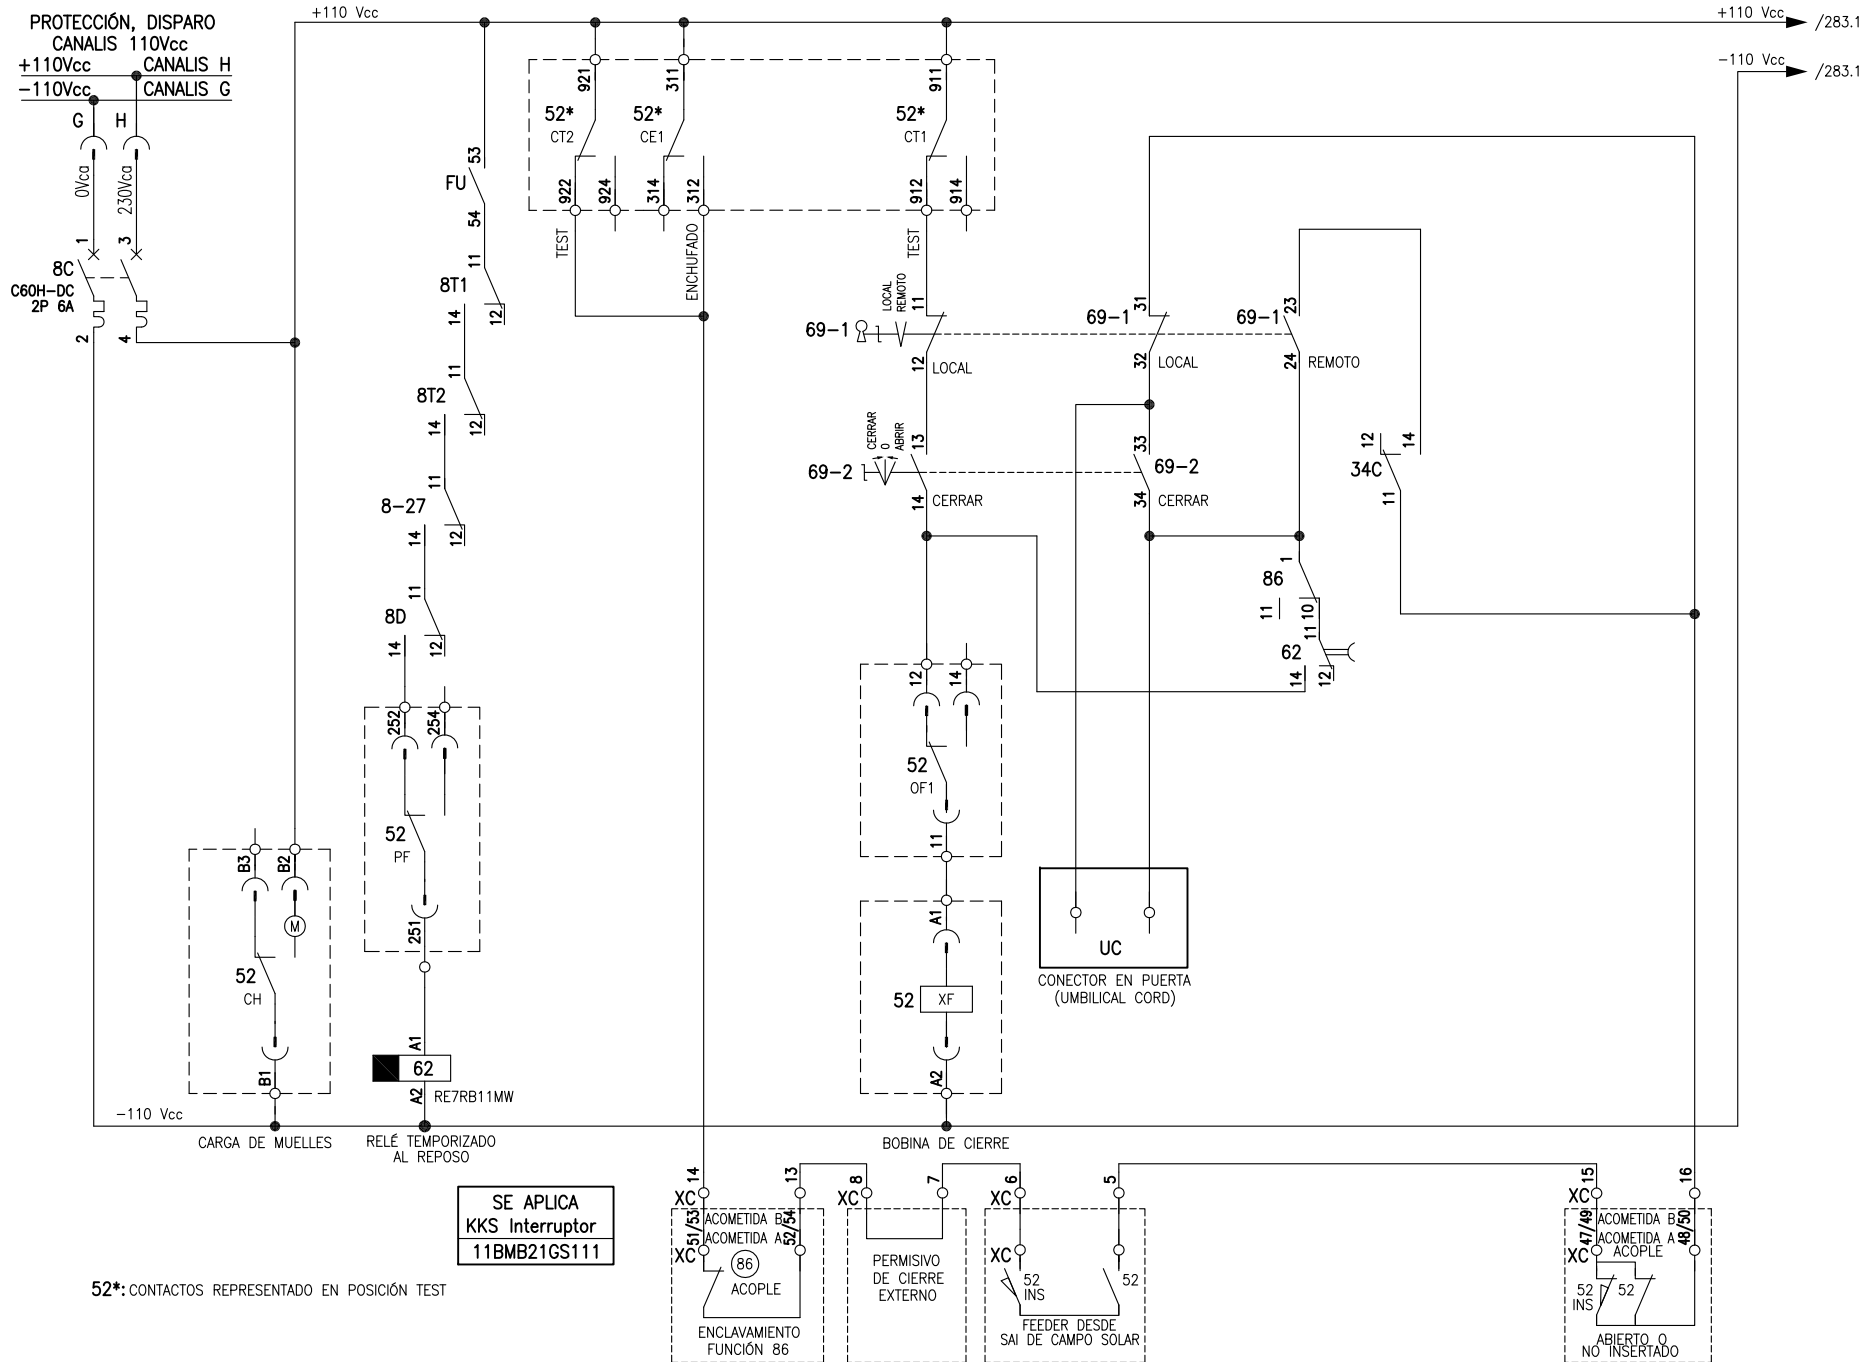 PROTECCIÓN, DISPARO
CANALIS 110Vcc
+110Vcc CANALIS H
-110Vcc CANALIS G
G H
0Vca 230Vca
1 3
8C
C60H-DC
2P 6A
2 4
+110 Vcc
+110 Vcc /283.1
-110 Vcc /283.1
53
FU
54
11
8T1
14 12
11
8T2
14 12
11
8-27
14 12
11
8D
14 12
252 254
52
PF
251
A1
62
A2 RE7RB11MW
RELÉ TEMPORIZADO
AL REPOSO
B3 B2
M
52
CH
B1
-110 Vcc
CARGA DE MUELLES
921 311 911
52* CT2
52* CE1
52* CT1
922 924 314 312 912 914
TEST ENCHUFADO TEST
LOCAL
REMOTO
69-1
11
12 LOCAL
69-1
31
32 LOCAL
69-1
23
24 REMOTO
CERRAR
0
ABRIR
69-2
13
14 CERRAR
33
69-2
34 CERRAR
12 14
34C
11
1
86
11 10
11
62
14 12
12 14
52
OF1
11
A1
52 XF
A2
BOBINA DE CIERRE
UC
CONECTOR EN PUERTA
(UMBILICAL CORD)
SE APLICA
KKS Interruptor
11BMB21GS111
52*: CONTACTOS REPRESENTADO EN POSICIÓN TEST
14 13
XC
ACOMETIDA B
51/53 52/54
ACOMETIDA A
XC
86
ACOPLE
ENCLAVAMIENTO
FUNCIÓN 86
8 7
XC
PERMISIVO
DE CIERRE
EXTERNO
6 5
XC
XC
52
INS
52
FEEDER DESDE
SAI DE CAMPO SOLAR
15 16
XC
ACOMETIDA B
47/49 48/50
ACOMETIDA A
XC ACOPLE
52
INS
52
ABIERTO O
NO INSERTADO